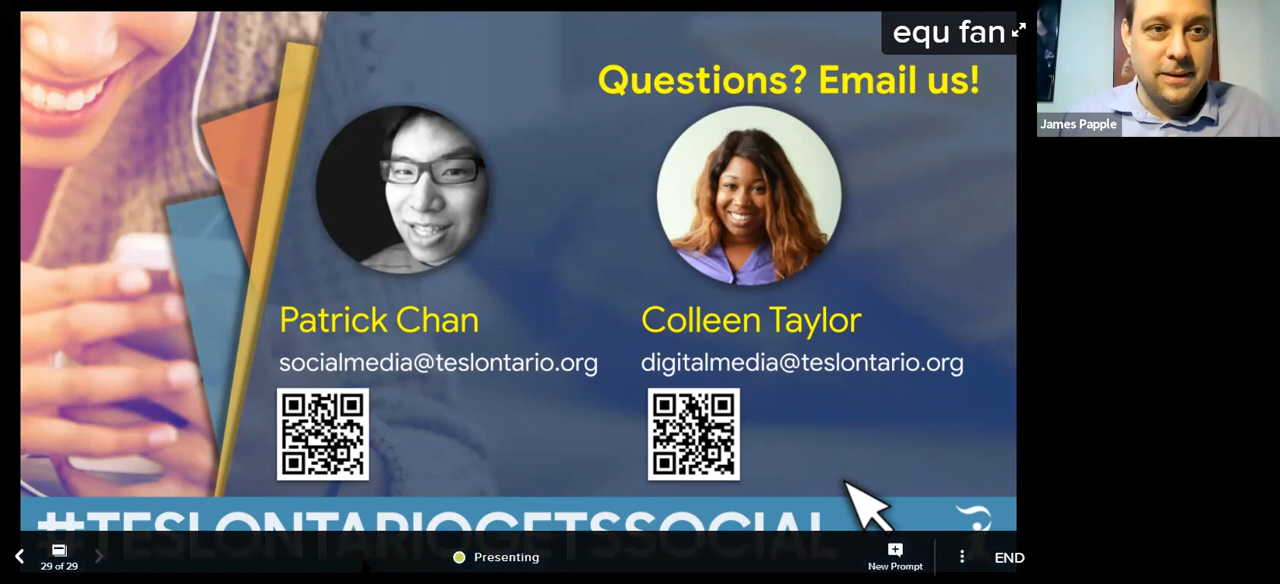 equ fan
Questions? Email us!
James Papple
Patrick Chan
socialmedia@teslontario.org
Colleen Taylor
digitalmedia@teslontario.org
#TESLONTARIOGETSSOCIAL
29 of 29
Presenting
New Prompt
END